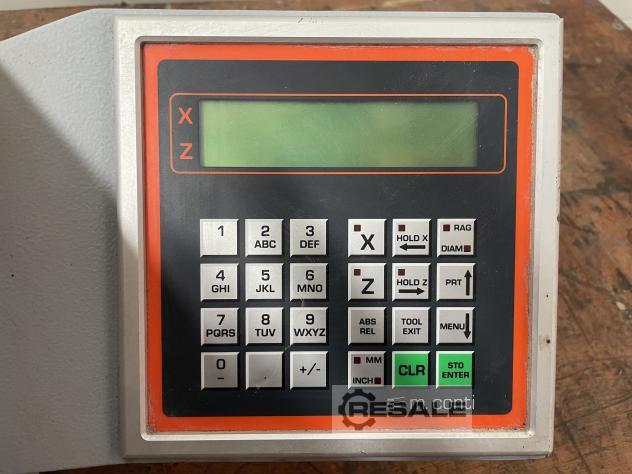 X
Z
1
2
ABC
3
DEF
X
HOLD X
RAG
DIAM
4
GHI
5
JKL
6
MNO
Z
HOLD Z
PRT
7
PQRS
8
TUV
9
WXYZ
ABS
REL
TOOL
EXIT
MENU
0
–
+/-
MM
INCH
CLR
STO
ENTER
m. conti
RESALE